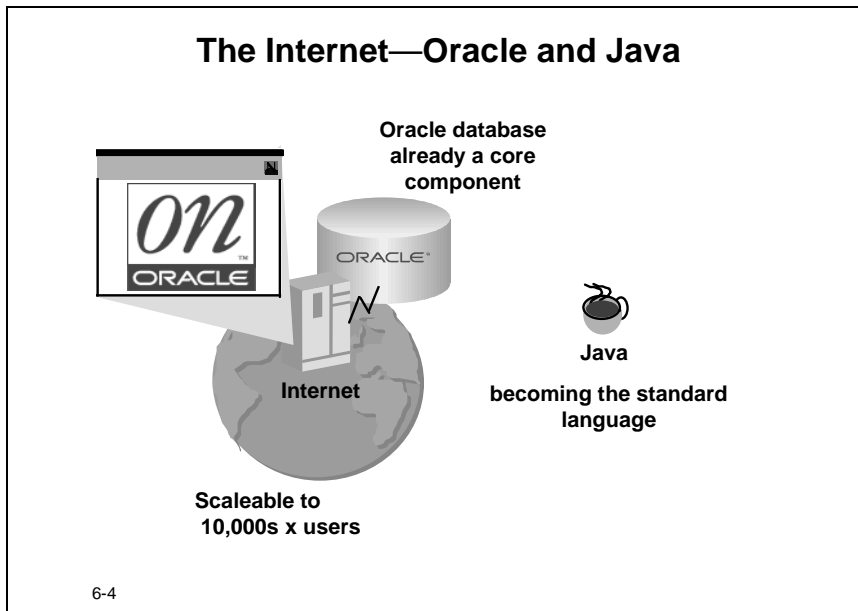 The Internet—Oracle and Java
Oracle database
already a core
component
on
TM
ORACLE
ORACLE®
Internet
Java
becoming the standard
language
Scaleable to
10,000s x users
6-4